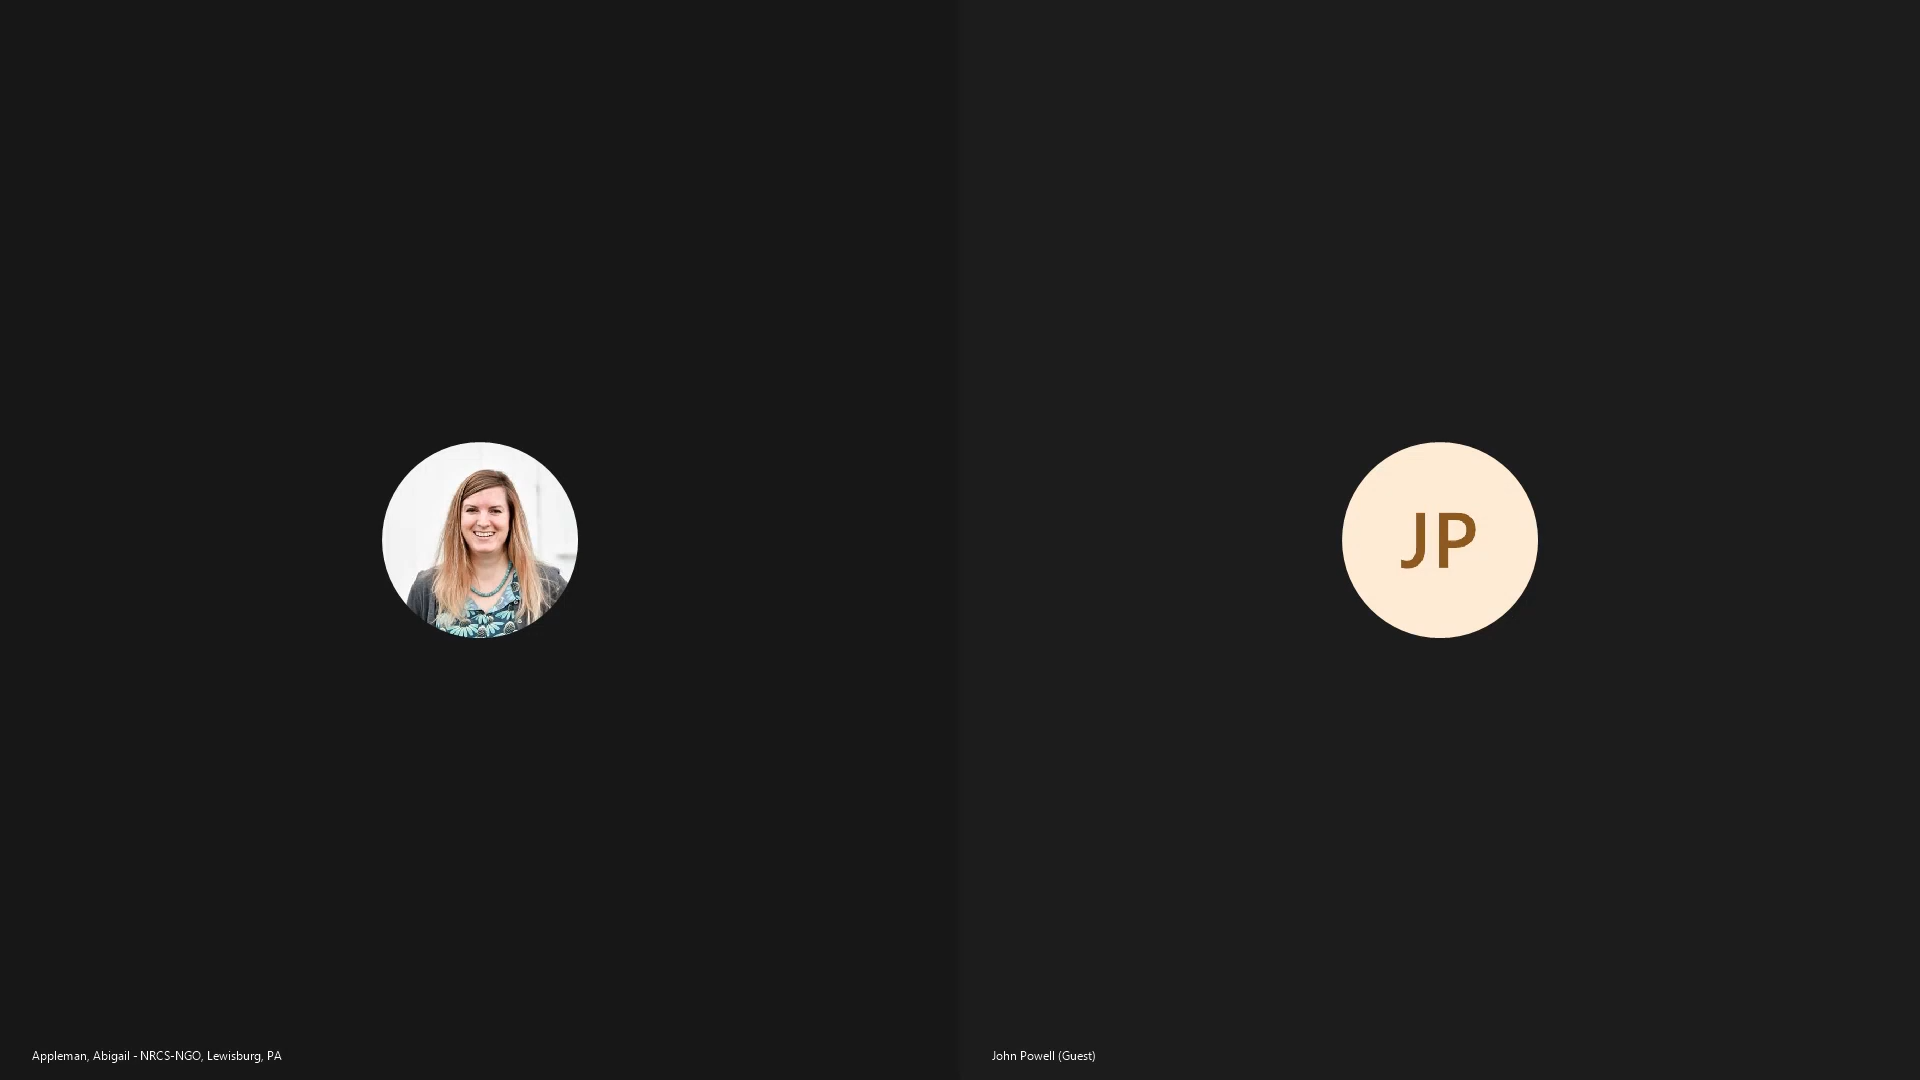 JP
Appleman, Abigail - NRCS-NGO, Lewisburg, PA
John Powell (Guest)